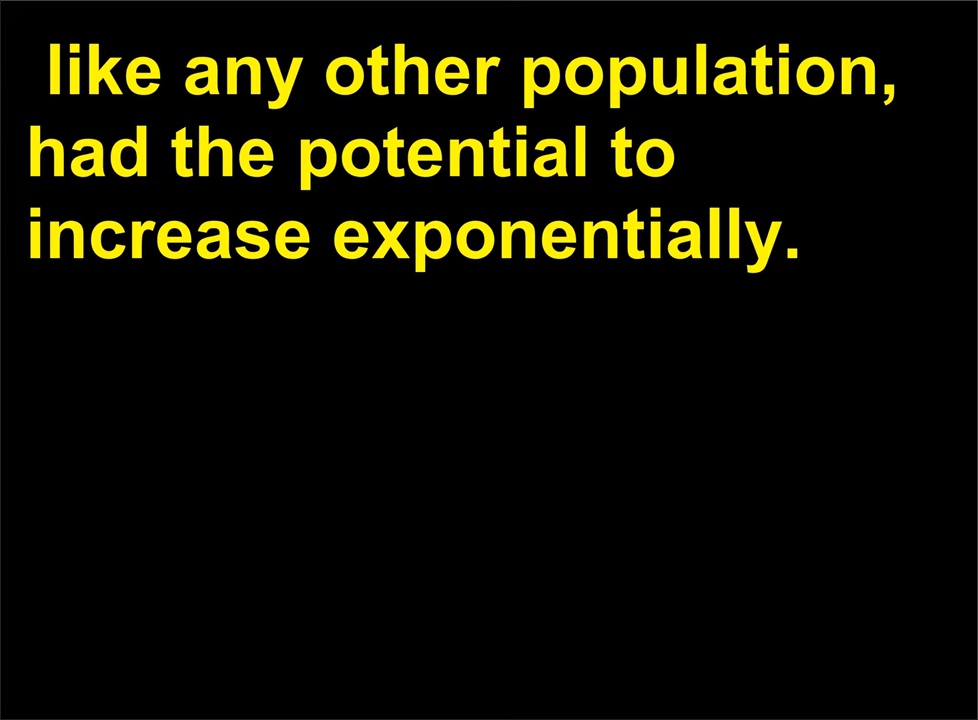 like any other population,
had the potential to
increase exponentially.